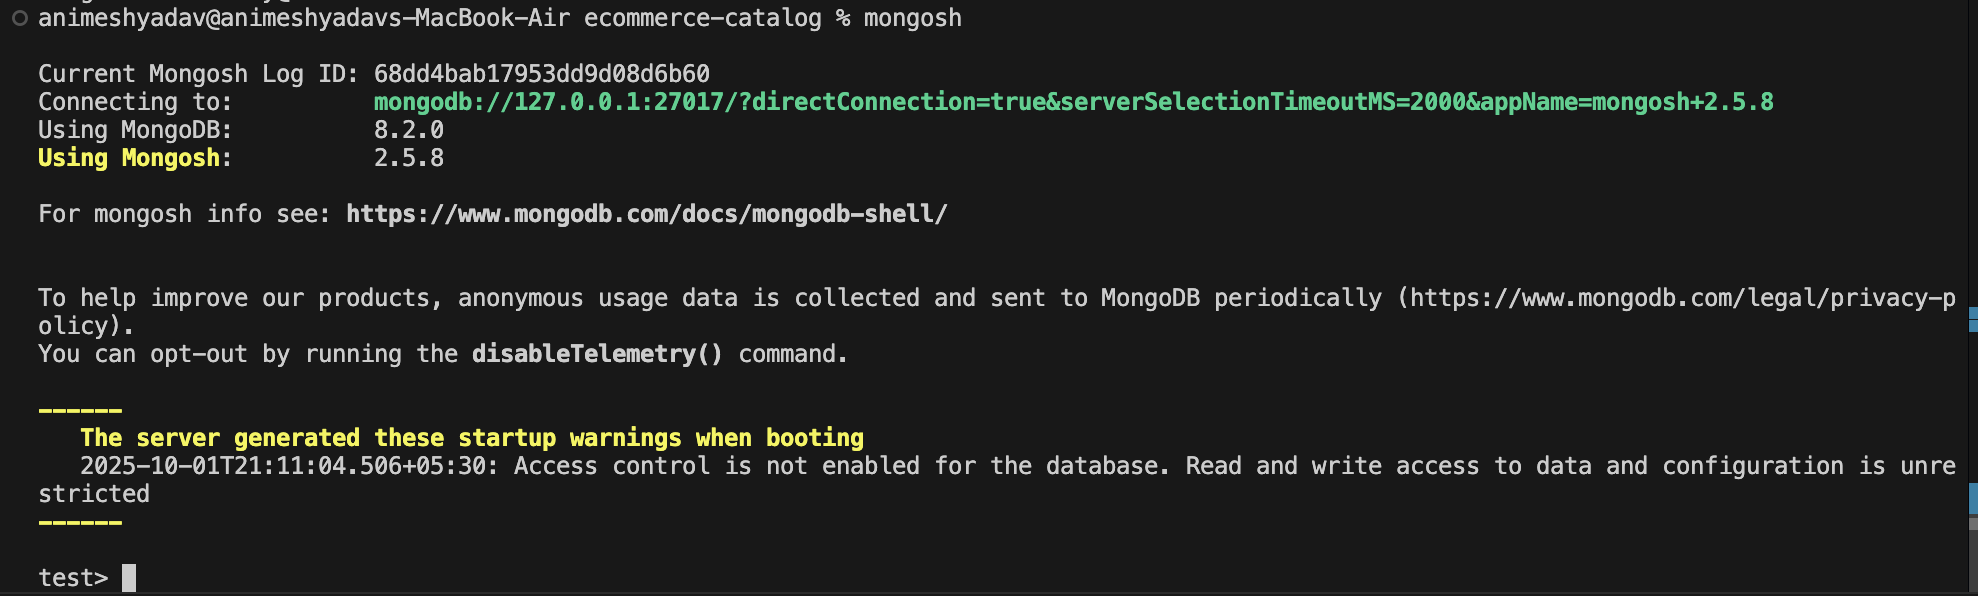 animeshyadav@animeshyadavs-MacBook-Air ecommerce-catalog % mongosh
Current Mongosh Log ID: 68dd4bab17953dd9d08d6b60
Connecting to:          mongodb://127.0.0.1:27017/?directConnection=true&serverSelectionTimeoutMS=2000&appName=mongosh+2.5.8
Using MongoDB:          8.2.0
Using Mongosh:          2.5.8
For mongosh info see: https://www.mongodb.com/docs/mongodb-shell/
To help improve our products, anonymous usage data is collected and sent to MongoDB periodically (https://www.mongodb.com/legal/privacy-p
olicy).
You can opt-out by running the disableTelemetry() command.
------
The server generated these startup warnings when booting
2025-10-01T21:11:04.506+05:30: Access control is not enabled for the database. Read and write access to data and configuration is unre
stricted
------
test>